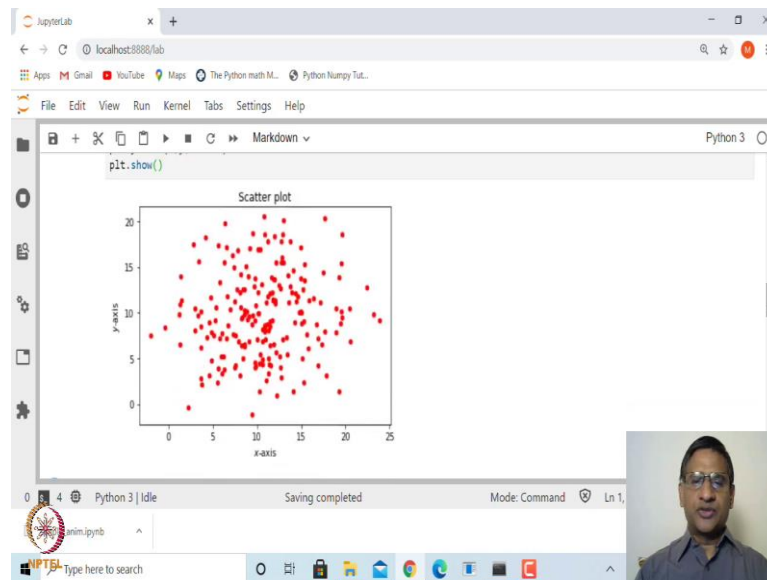 JupyterLab
localhost:8888/lab
M
Apps Gmail YouTube Maps The Python math M... Python Numpy Tut...
File Edit View Run Kernel Tabs Settings Help
Markdown Python 3
plt.show()
Scatter plot
20
15
10
5
0
y-axis
0 5 10 15 20 25
x-axis
0 4 Python 3 | Idle Saving completed Mode: Command Ln 1,
anim.ipynb
NPTEL Type here to search